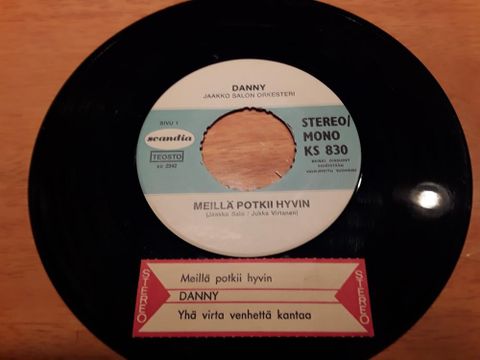 DANNY
JAAKKO SALON ORKESTERI
SIVU 1
scandia
TEOSTO
STEREO/
MONO
KS 830
MEILLÄ POTKII HYVIN
(Jaakko Salo / Jukka Virtanen)
STEREO
Meillä potkii hyvin
DANNY
Yhä virta venhettä kantaa
STEREO